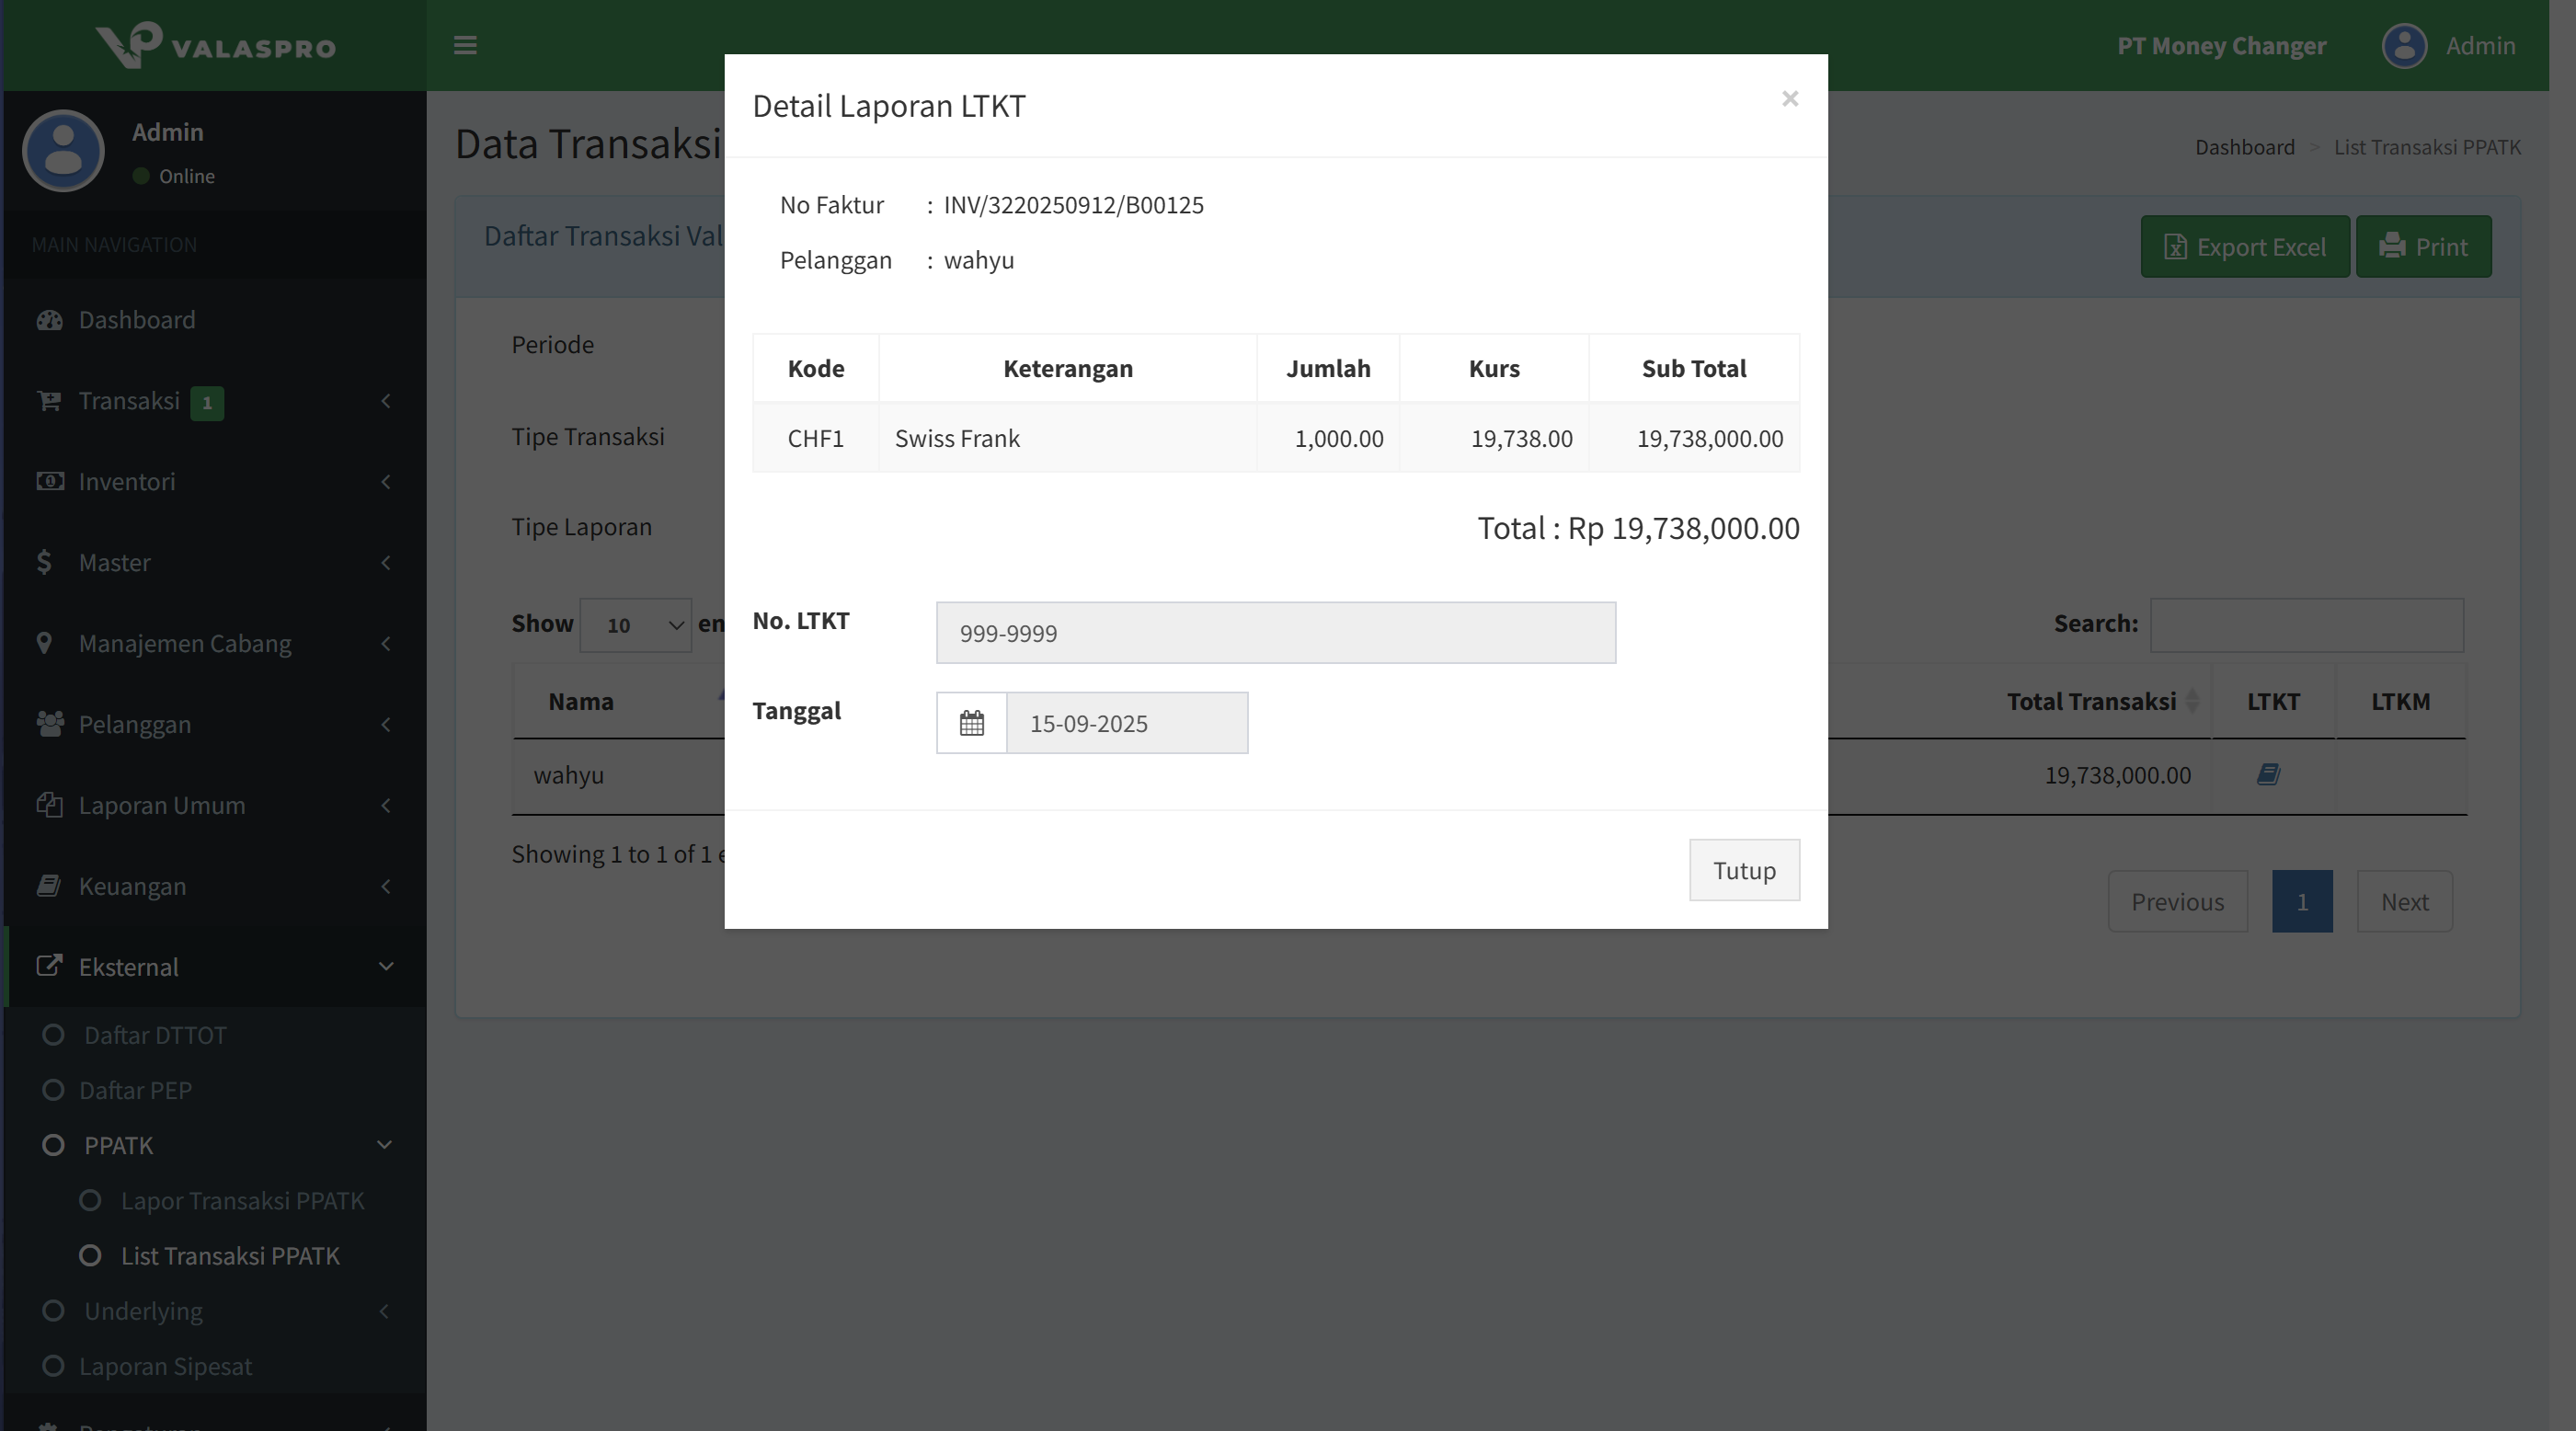 VALASPRO
PT Money Changer
Admin
Admin
Online
MAIN NAVIGATION
Dashboard
Transaksi 1
Inventori
Master
Manajemen Cabang
Pelanggan
Laporan Umum
Keuangan
Eksternal
Daftar DTTOT
Daftar PEP
PPATK
Lapor Transaksi PPATK
List Transaksi PPATK
Underlying
Laporan Sipesat
Data Transaksi
Dashboard > List Transaksi PPATK
Daftar Transaksi Val
Export Excel
Print
Periode
Tipe Transaksi
Tipe Laporan
Show 10 en
Search:
Nama Total Transaksi LTKT LTKM
wahyu 19,738,000.00
Showing 1 to 1 of 1 e
Previous 1 Next
Detail Laporan LTKT
×
No Faktur : INV/3220250912/B00125
Pelanggan : wahyu
Kode Keterangan Jumlah Kurs Sub Total
CHF1 Swiss Frank 1,000.00 19,738.00 19,738,000.00
Total : Rp 19,738,000.00
No. LTKT 999-9999
Tanggal 15-09-2025
Tutup